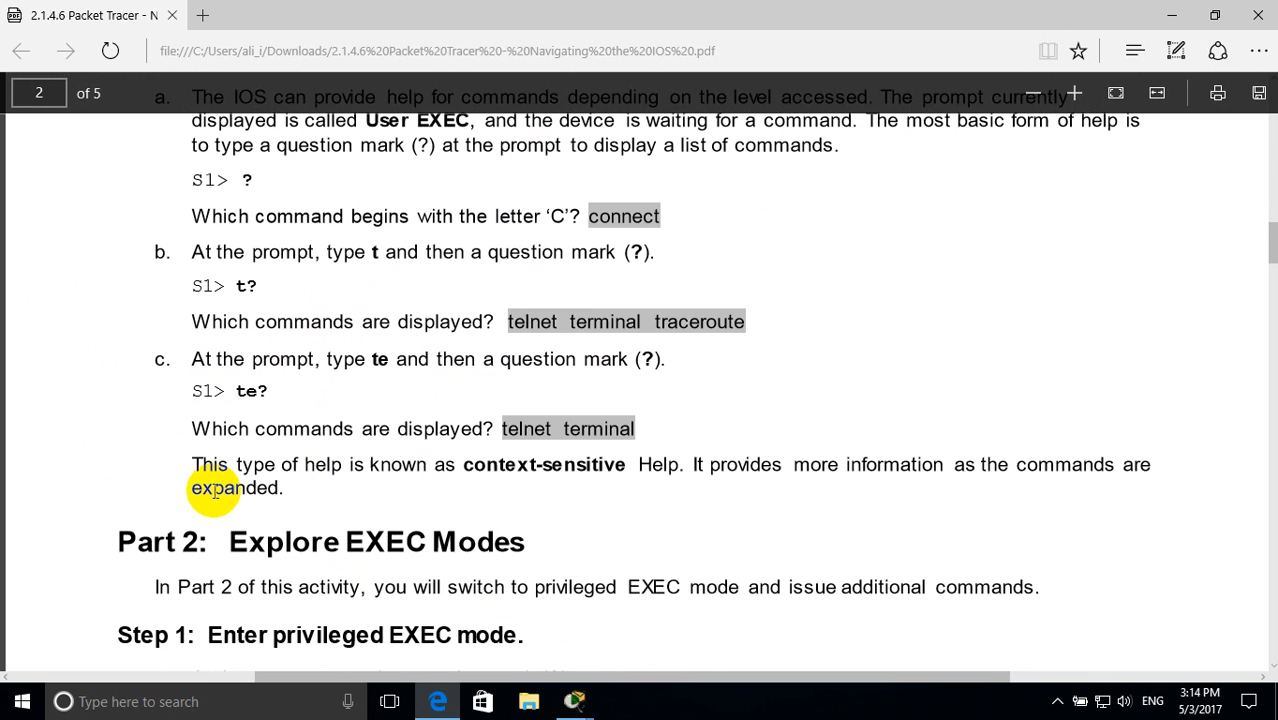 2.1.4.6 Packet Tracer - N
file:///C:/Users/ali_i/Downloads/2.1.4.6%20Packet%20Tracer%20-%20Navigating%20the%20IOS%20.pdf
2 of 5
a. The IOS can provide help for commands depending on the level accessed. The prompt currently
displayed is called User EXEC, and the device is waiting for a command. The most basic form of help is
to type a question mark (?) at the prompt to display a list of commands.
S1> ?
Which command begins with the letter ‘C’? connect
b. At the prompt, type t and then a question mark (?).
S1> t?
Which commands are displayed? telnet terminal traceroute
c. At the prompt, type te and then a question mark (?).
S1> te?
Which commands are displayed? telnet terminal
This type of help is known as context-sensitive Help. It provides more information as the commands are
expanded.
Part 2: Explore EXEC Modes
In Part 2 of this activity, you will switch to privileged EXEC mode and issue additional commands.
Step 1: Enter privileged EXEC mode.
Type here to search
ENG
3:14 PM
5/3/2017